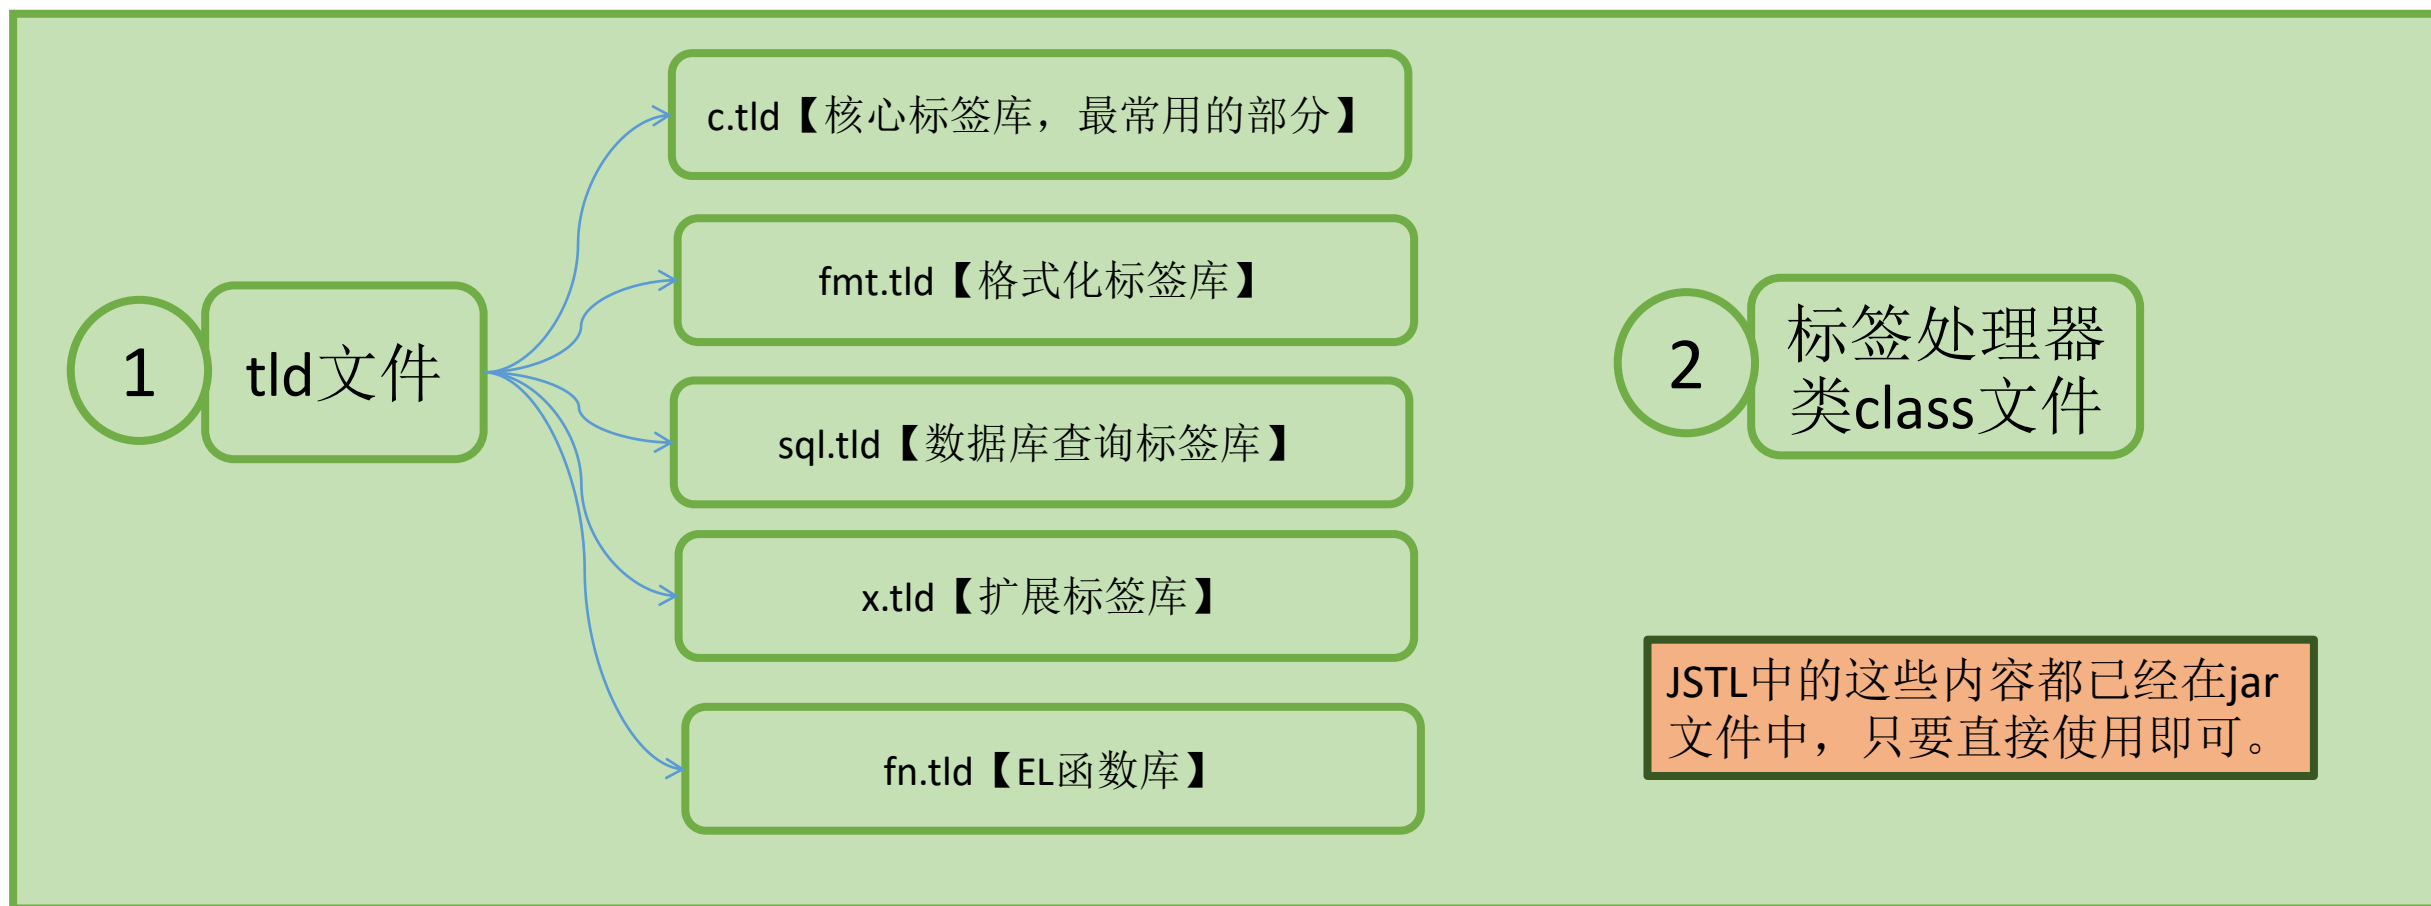 1
tld文件
c.tld【核心标签库，最常用的部分】
fmt.tld【格式化标签库】
sql.tld【数据库查询标签库】
x.tld【扩展标签库】
fn.tld【EL函数库】
2
标签处理器
类class文件
JSTL中的这些内容都已经在jar
文件中，只要直接使用即可。